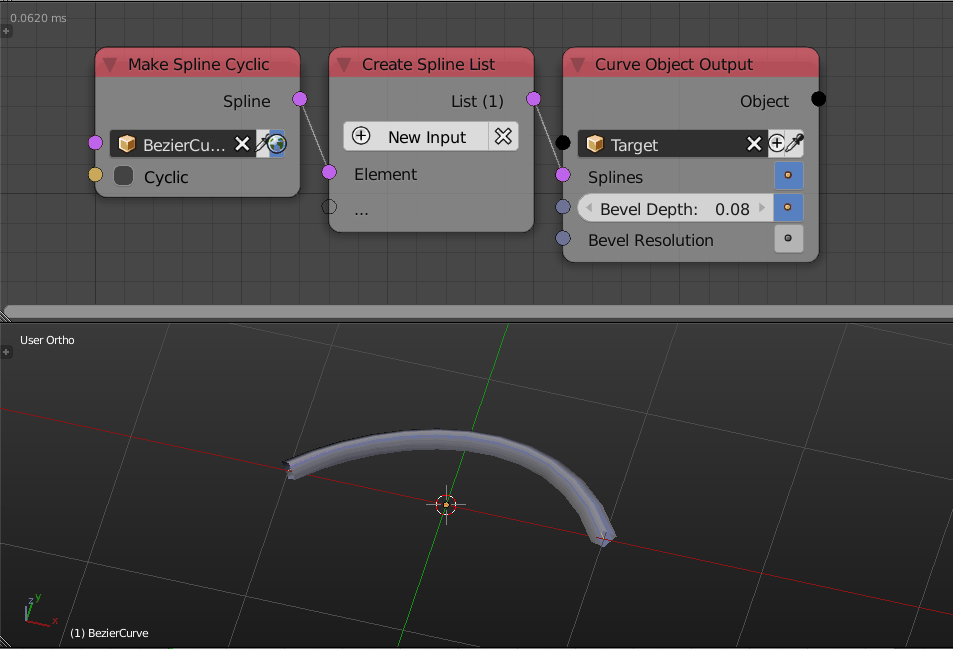 0.0620 ms
Make Spline Cyclic
Spline
BezierCu...
Cyclic
Create Spline List
List (1)
New Input
Element
...
Curve Object Output
Object
Target
Splines
Bevel Depth: 0.08
Bevel Resolution
User Ortho
z y
x
(1) BezierCurve